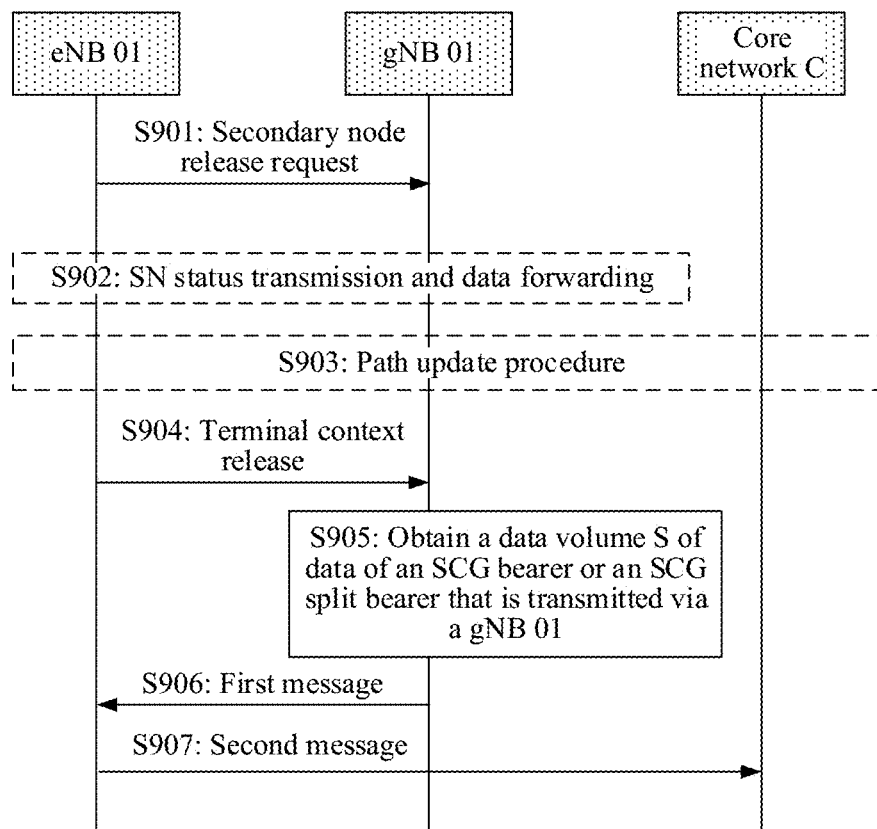 eNB 01
gNB 01
Core
network C
S901: Secondary node
release request
S902: SN status transmission and data forwarding
S903: Path update procedure
S904: Terminal context
release
S905: Obtain a data volume S of
data of an SCG bearer or an SCG
split bearer that is transmitted via
a gNB 01
S906: First message
S907: Second message